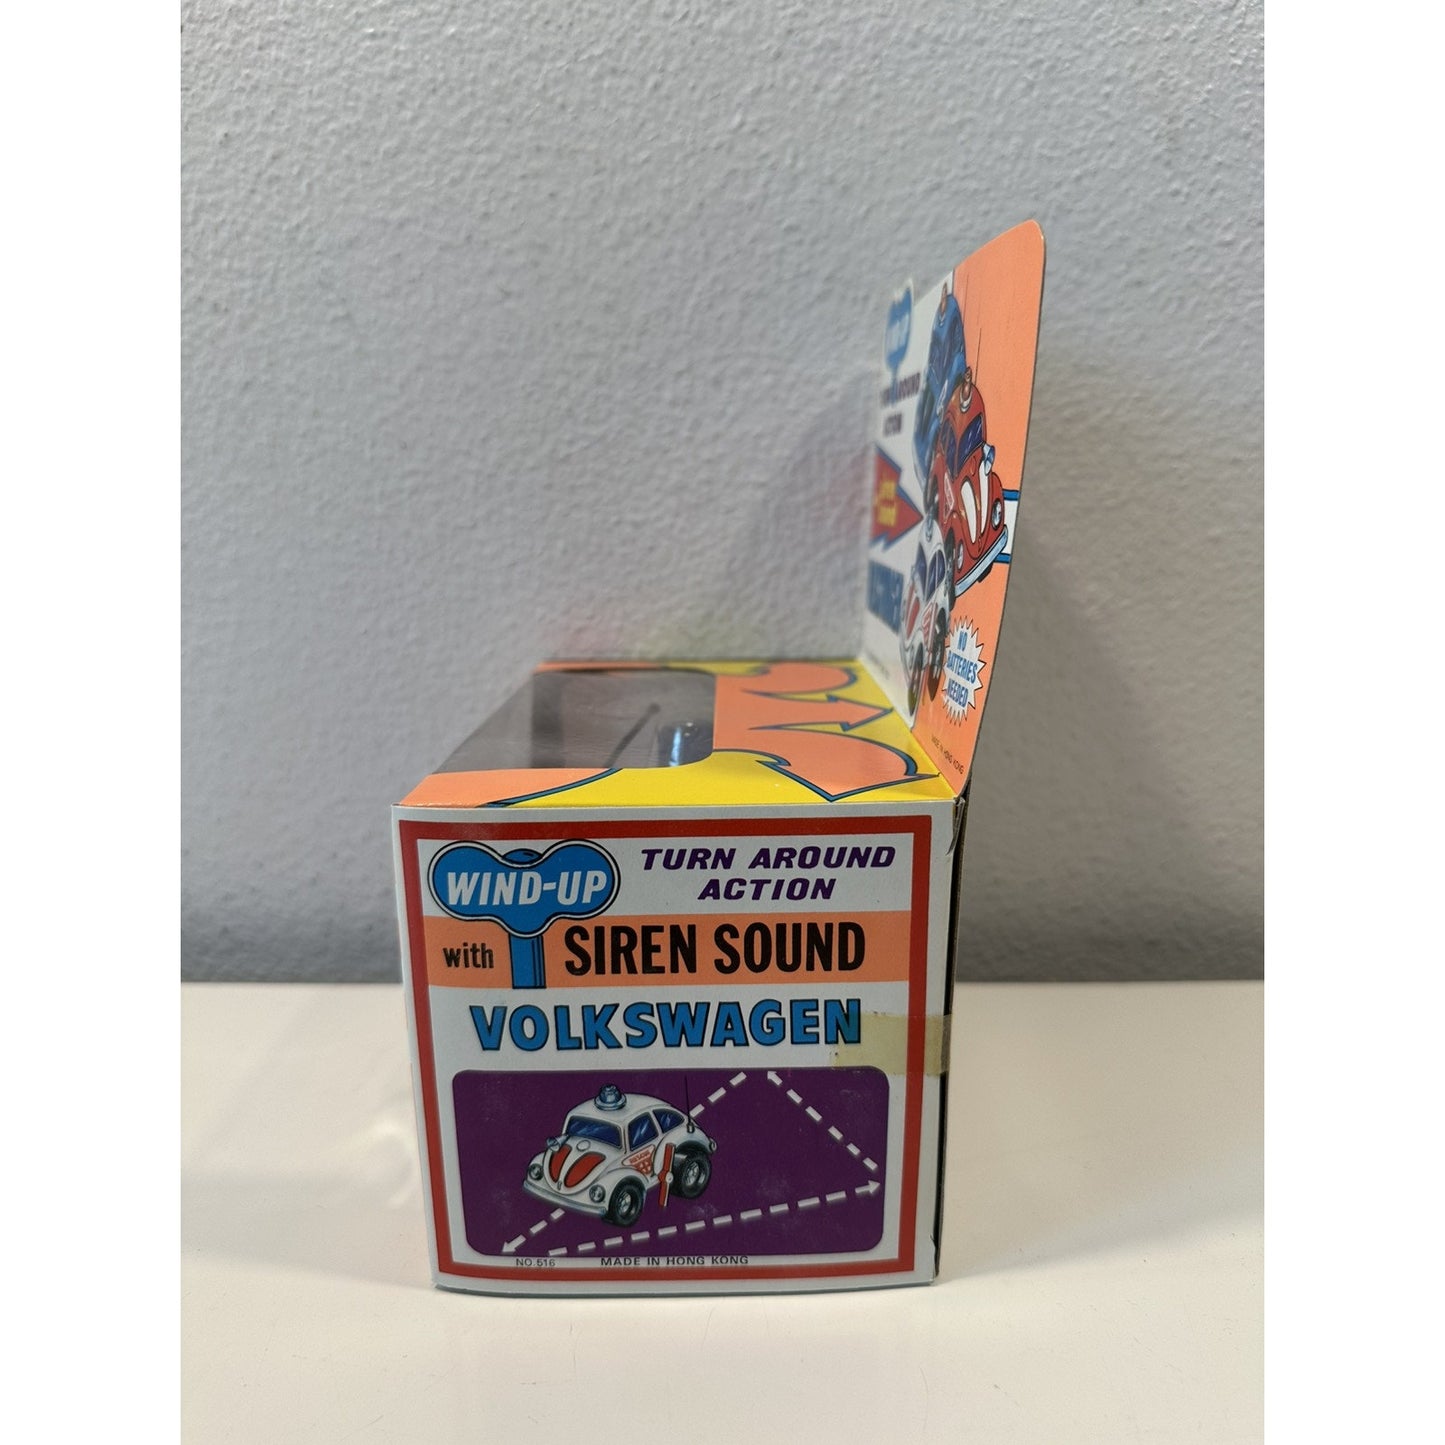 ACTION
NO
BATTERIES
NEEDED
MADE IN HONG KONG
WIND-UP
TURN AROUND
ACTION
with SIREN SOUND
VOLKSWAGEN
NO.516 MADE IN HONG KONG